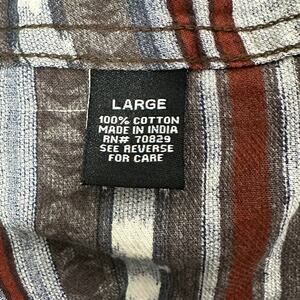 LARGE
100% COTTON
MADE IN INDIA
RN# 70829
SEE REVERSE
FOR CARE